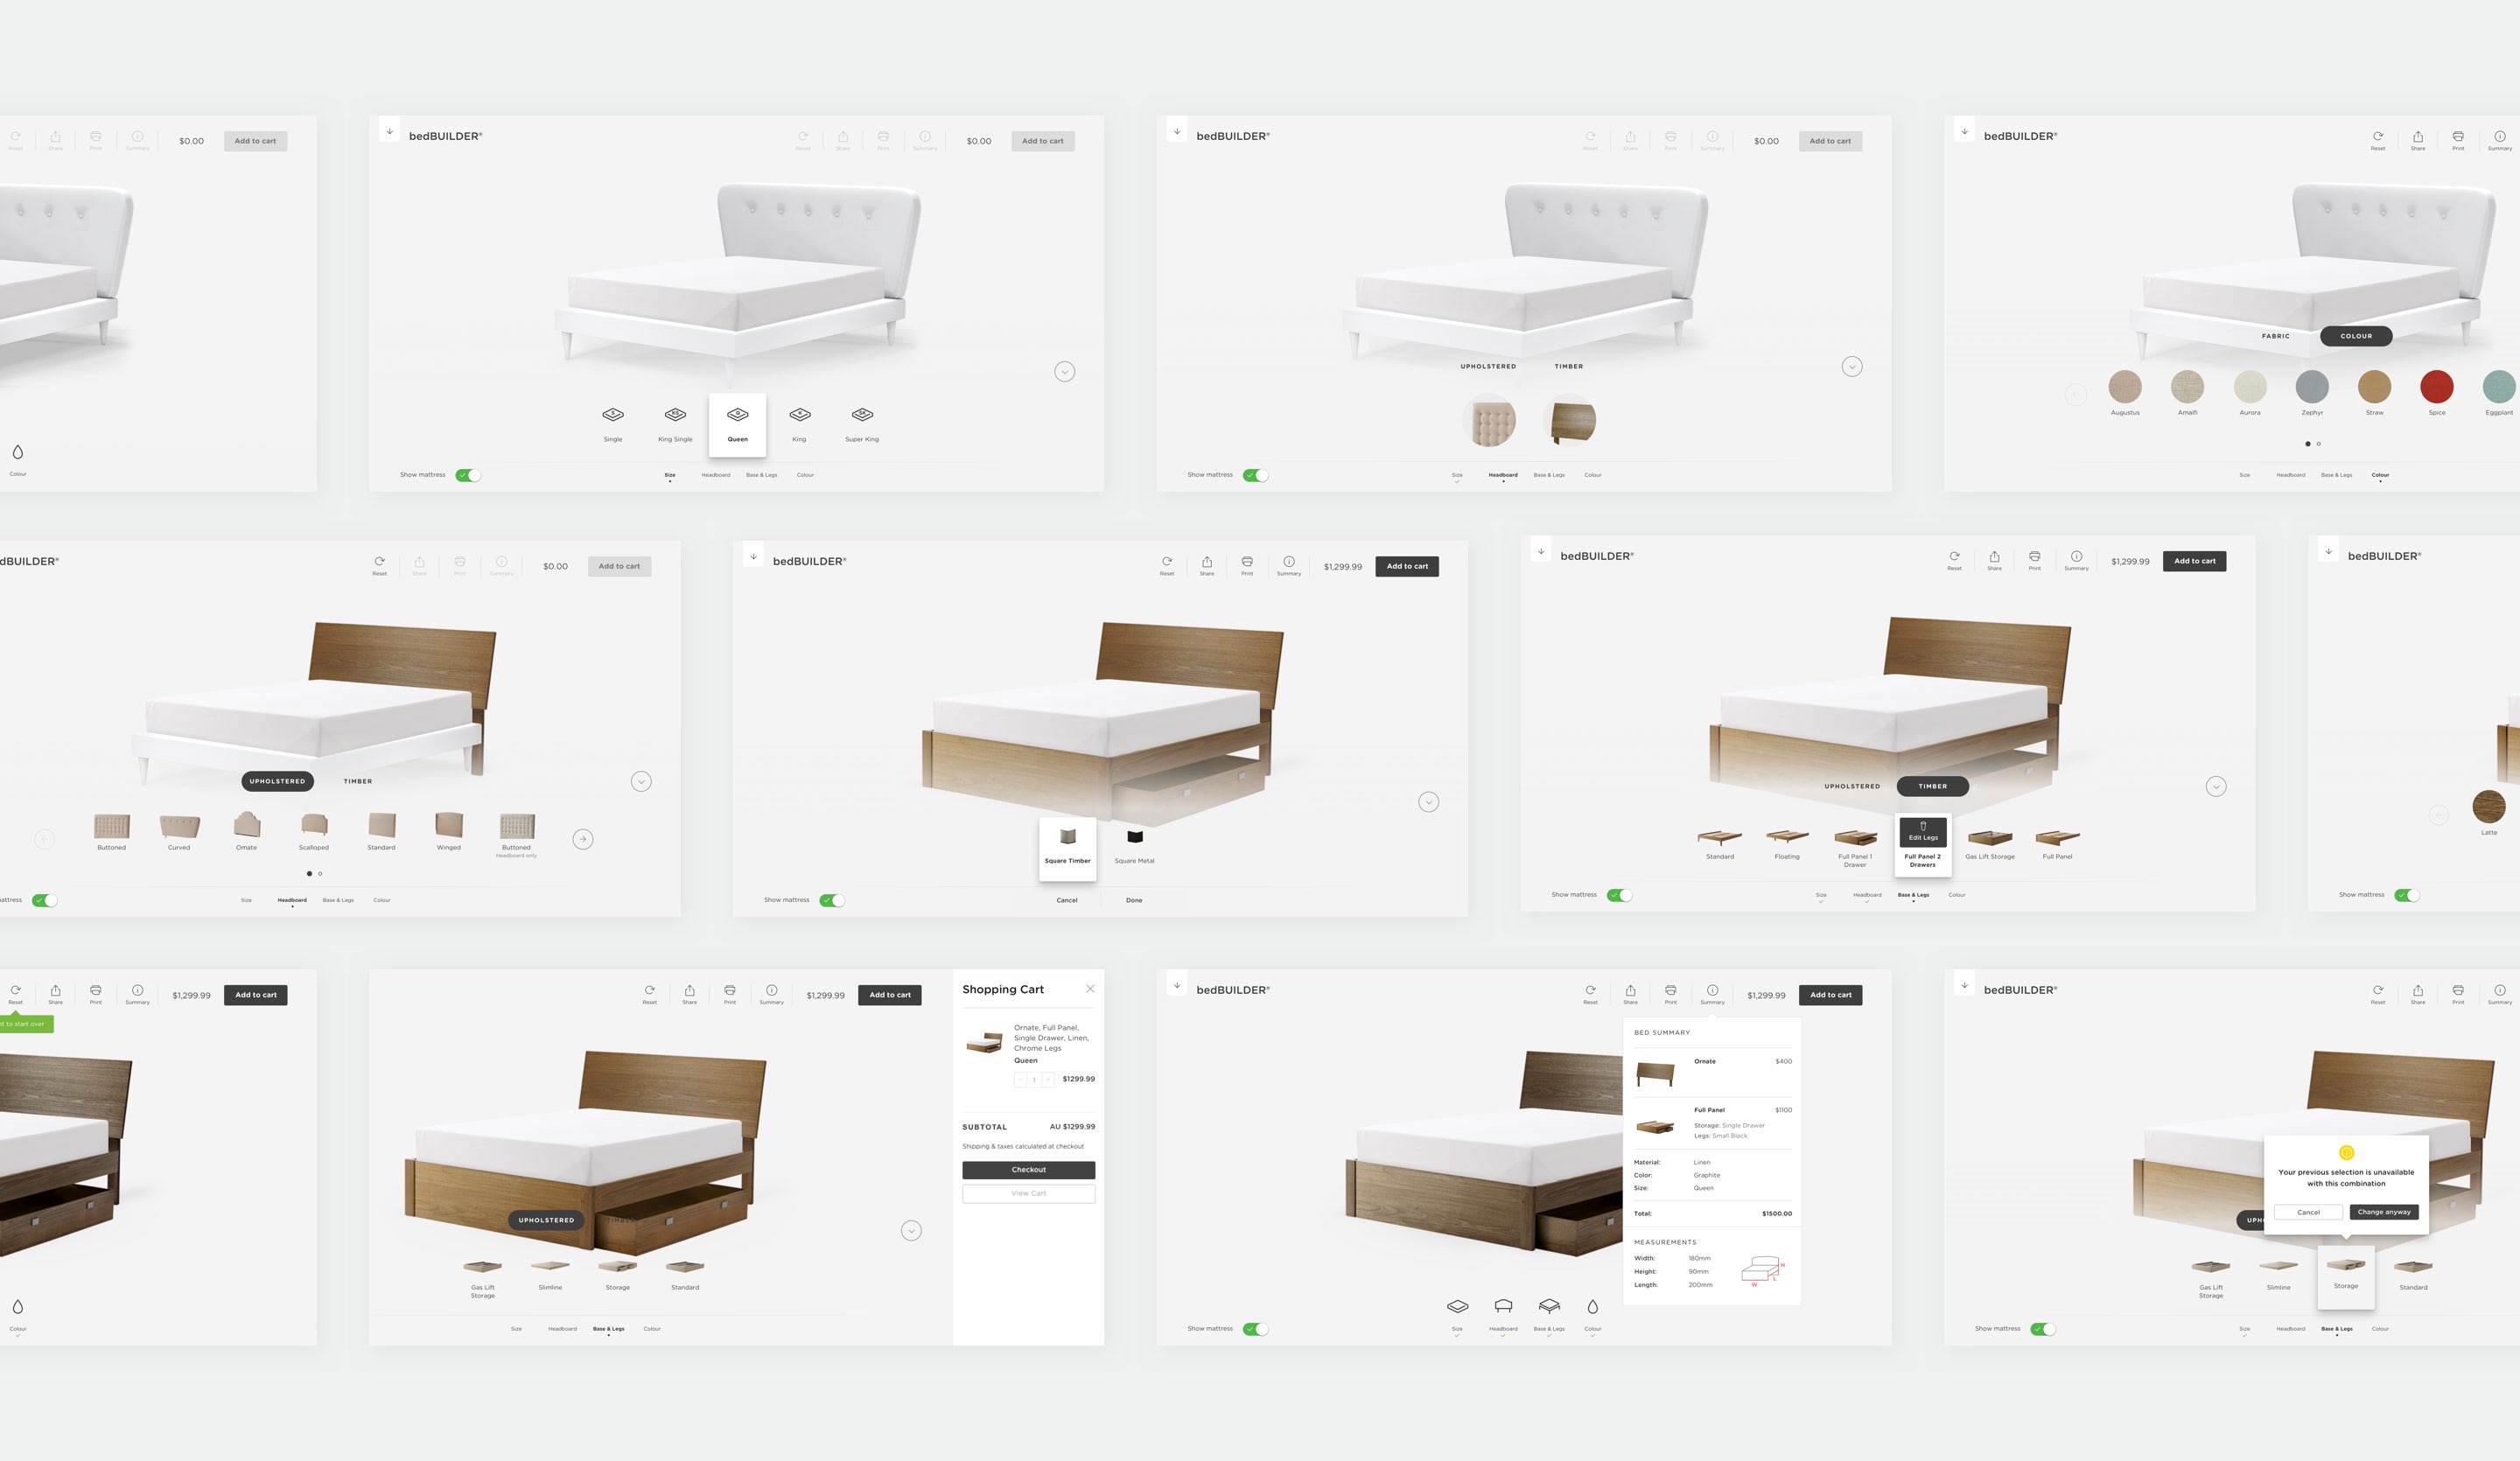 Reset
Share
Print
Summary
$0.00
Add to cart
Colour
bedBUILDER®
Reset
Share
Print
Summary
$0.00
Add to cart
S
KS
Q
K
SK
Single
King Single
Queen
King
Super King
Show mattress
Size
Headboard
Base & Legs
Colour
bedBUILDER®
Reset
Share
Print
Summary
$0.00
Add to cart
UPHOLSTERED
TIMBER
Show mattress
Size
Headboard
Base & Legs
Colour
bedBUILDER®
Reset
Share
Print
Summary
FABRIC
COLOUR
Augustus
Amalfi
Aurora
Zephyr
Straw
Spice
Eggplant
Size
Headboard
Base & Legs
Colour
dBUILDER®
Reset
Share
Print
Summary
$0.00
Add to cart
UPHOLSTERED
TIMBER
Buttoned
Curved
Ornate
Scalloped
Standard
Winged
Buttoned
Headboard only
attress
Size
Headboard
Base & Legs
Colour
bedBUILDER®
Reset
Share
Print
Summary
$1,299.99
Add to cart
Square Timber
Square Metal
Show mattress
Cancel
Done
bedBUILDER®
Reset
Share
Print
Summary
$1,299.99
Add to cart
UPHOLSTERED
TIMBER
Edit Legs
Standard
Floating
Full Panel 1
Drawer
Full Panel 2
Drawers
Gas Lift Storage
Full Panel
Show mattress
Size
Headboard
Base & Legs
Colour
bedBUILDER®
Latte
Show mattress
Reset
Share
Print
Summary
$1,299.99
Add to cart
t to start over
Colour
Reset
Share
Print
Summary
$1,299.99
Add to cart
UPHOLSTERED
TIMBER
Gas Lift
Storage
Slimline
Storage
Standard
Size
Headboard
Base & Legs
Colour
Shopping Cart
Ornate, Full Panel,
Single Drawer, Linen,
Chrome Legs
Queen
1
$1299.99
SUBTOTAL
AU $1299.99
Shipping & taxes calculated at checkout
Checkout
View Cart
bedBUILDER®
Reset
Share
Print
Summary
$1,299.99
Add to cart
BED SUMMARY
Ornate
$400
Full Panel
$1100
Storage: Single Drawer
Legs: Small Black
Material: Linen
Color: Graphite
Size: Queen
Total: $1500.00
MEASUREMENTS
Width: 180mm
Height: 90mm
Length: 200mm
H
L
W
Show mattress
Size
Headboard
Base & Legs
Colour
bedBUILDER®
Reset
Share
Print
Summary
Your previous selection is unavailable
with this combination
Cancel
Change anyway
UPH
Gas Lift
Storage
Slimline
Storage
Standard
Show mattress
Size
Headboard
Base & Legs
Colour